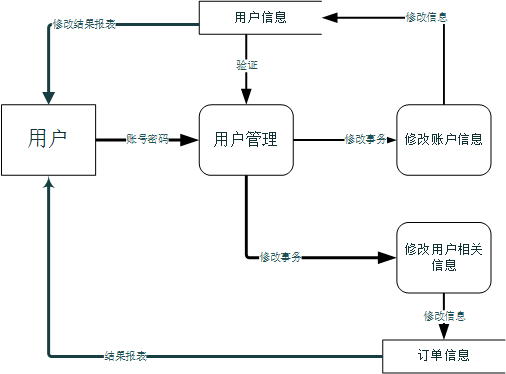 用户信息
修改信息
修改结果报表
验证
用户
账号密码
用户管理
修改事务
修改账户信息
修改事务
修改用户相关
信息
修改信息
结果报表
订单信息